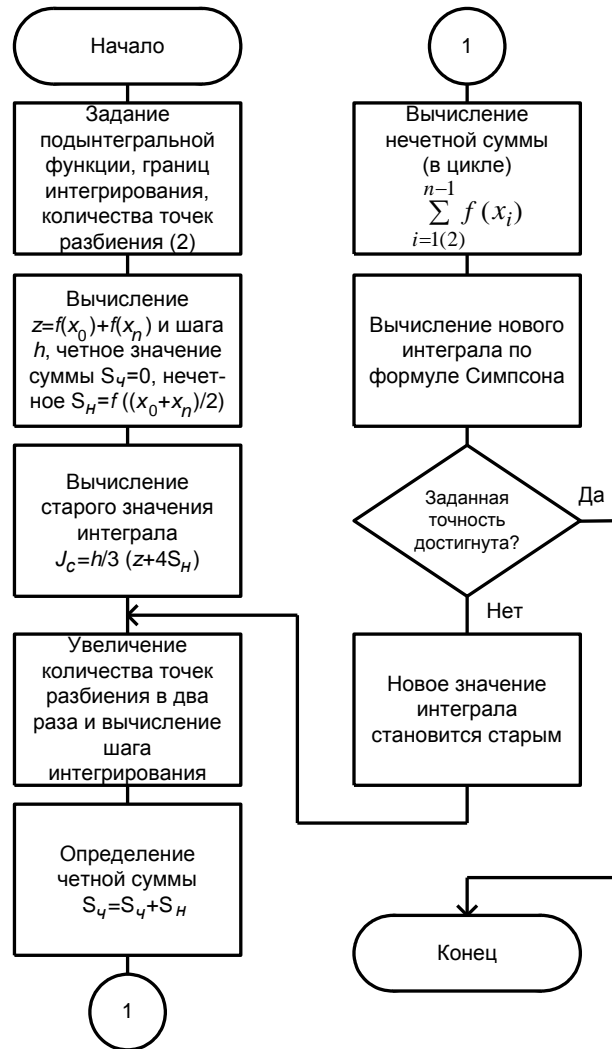 Начало
Задание
подынтегральной
функции, границ
интегрирования,
количества точек
разбиения (2)
Вычисление
z=f(x₀)+f(xₙ) и шага
h, четное значение
суммы Sч=0, нечет-
ное Sн=f ((x₀+xₙ)/2)
Вычисление
старого значения
интеграла
Jс=h/3 (z+4Sн)
Увеличение
количества точек
разбиения в два
раза и вычисление
шага
интегрирования
Определение
четной суммы
Sч=Sч+Sн
1
1
Вычисление
нечетной суммы
(в цикле)
n−1
∑ f (xᵢ)
i=1(2)
Вычисление нового
интеграла по
формуле Симпсона
Заданная
точность
достигнута?
Да
Нет
Новое значение
интеграла
становится старым
Конец